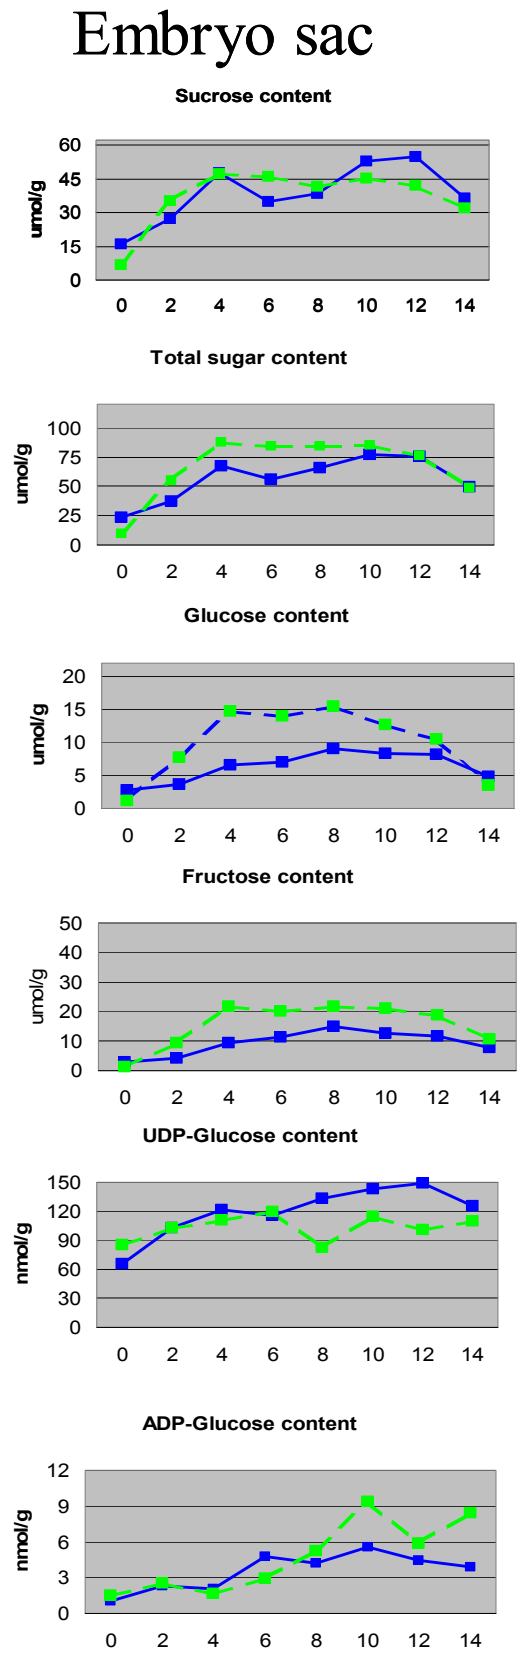 Embryo sac
Sucrose content
umol/g
60
45
30
15
0
0 2 4 6 8 10 12 14
Total sugar content
umol/g
100
75
50
25
0
0 2 4 6 8 10 12 14
Glucose content
umol/g
20
15
10
5
0
0 2 4 6 8 10 12 14
Fructose content
umol/g
50
40
30
20
10
0
0 2 4 6 8 10 12 14
UDP-Glucose content
nmol/g
150
120
90
60
30
0
0 2 4 6 8 10 12 14
ADP-Glucose content
nmol/g
12
9
6
3
0
0 2 4 6 8 10 12 14